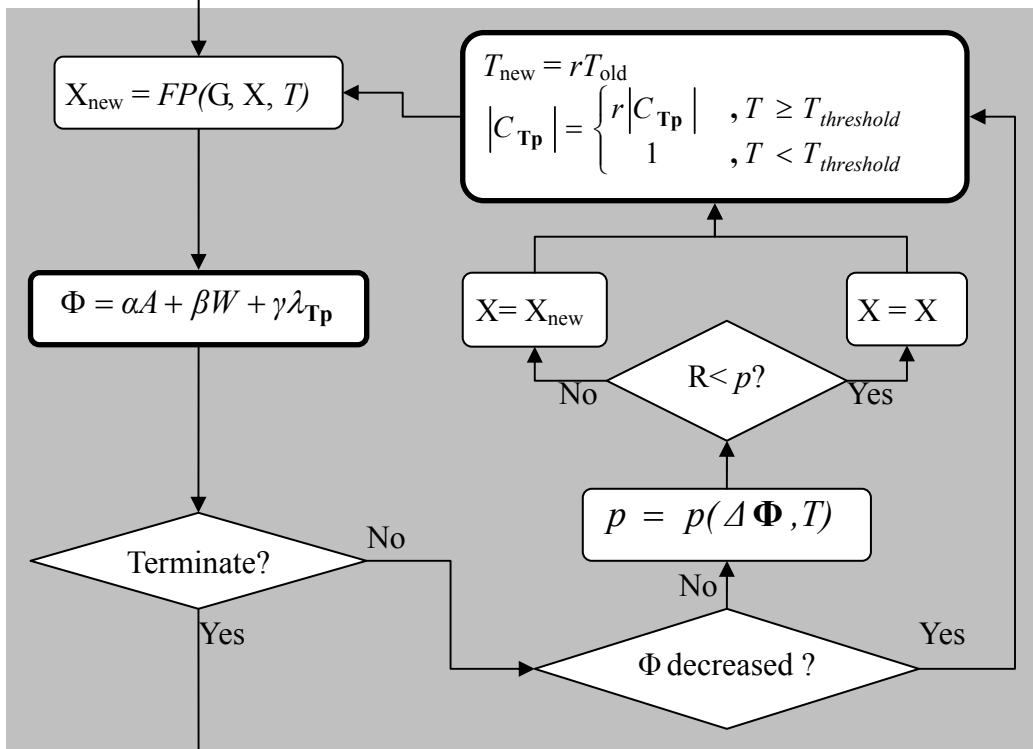 X_new = FP(G, X, T)
T_new = rT_old
|C_Tp| = { r|C_Tp| , T ≥ T_threshold
1 , T < T_threshold
Φ = αA + βW + γλ_Tp
X= X_new
X = X
R< p?
No
Yes
p = p(Δ Φ ,T)
Terminate?
No
Yes
No
Φ decreased ?
Yes